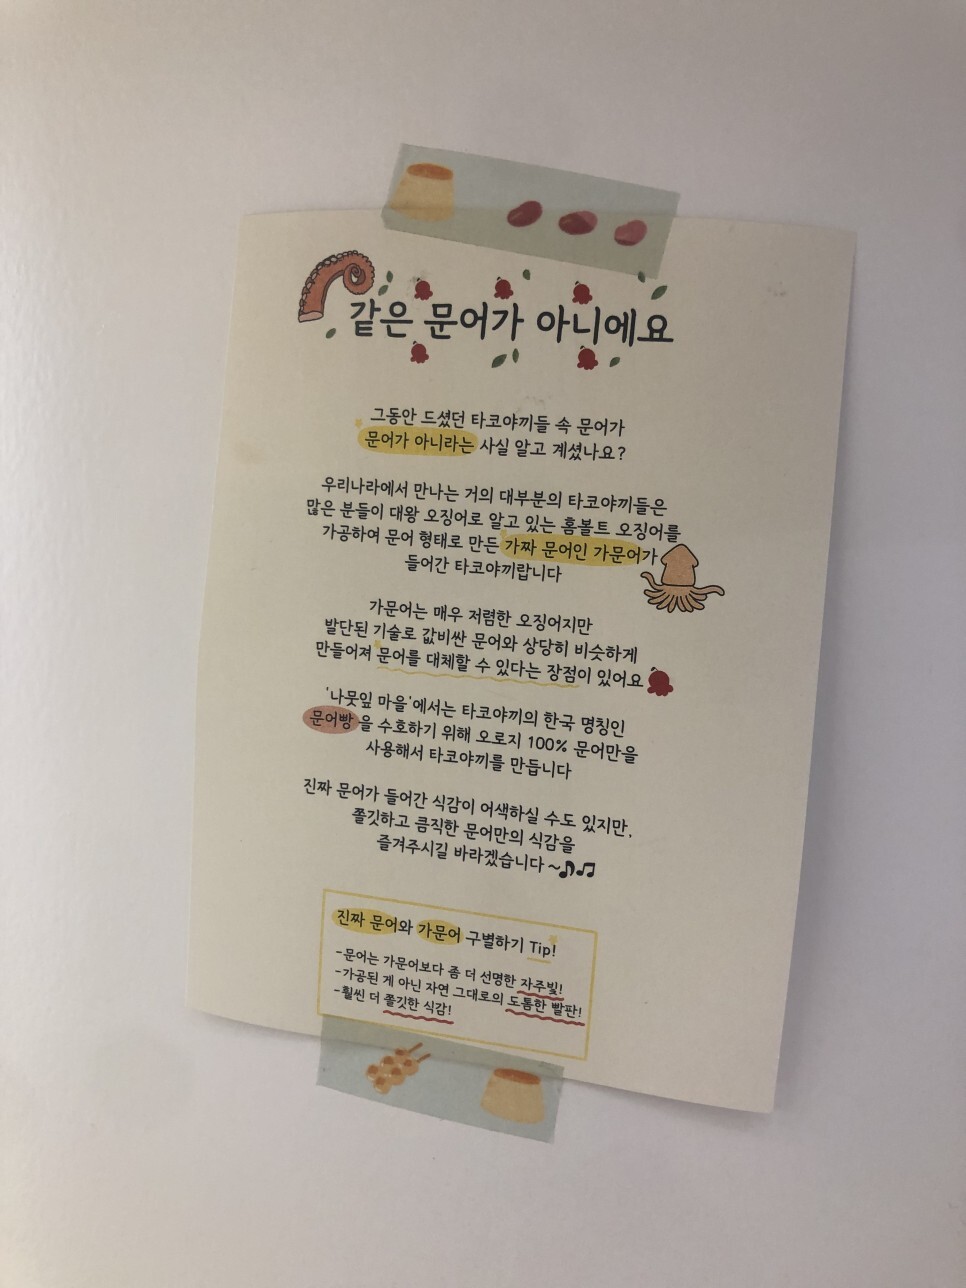 같은 문어가 아니에요
그동안 드셨던 타코야끼들 속 문어가
문어가 아니라는 사실 알고 계셨나요?
우리나라에서 만나는 거의 대부분의 타코야끼들은
많은 분들이 대왕 오징어로 알고 있는 훔볼트 오징어를
가공하여 문어 형태로 만든 가짜 문어인 가문어가
들어간 타코야끼랍니다
가문어는 매우 저렴한 오징어지만
발단된 기술로 값비싼 문어와 상당히 비슷하게
만들어져 문어를 대체할 수 있다는 장점이 있어요
'나뭇잎 마을'에서는 타코야끼의 한국 명칭인
문어빵을 수호하기 위해 오로지 100% 문어만을
사용해서 타코야끼를 만듭니다
진짜 문어가 들어간 식감이 어색하실 수도 있지만,
쫄깃하고 큼직한 문어만의 식감을
즐겨주시길 바라겠습니다~♪♫
진짜 문어와 가문어 구별하기 Tip!
-문어는 가문어보다 좀 더 선명한 자주빛!
-가공된 게 아닌 자연 그대로의 도톰한 빨판!
-훨씬 더 쫄깃한 식감!